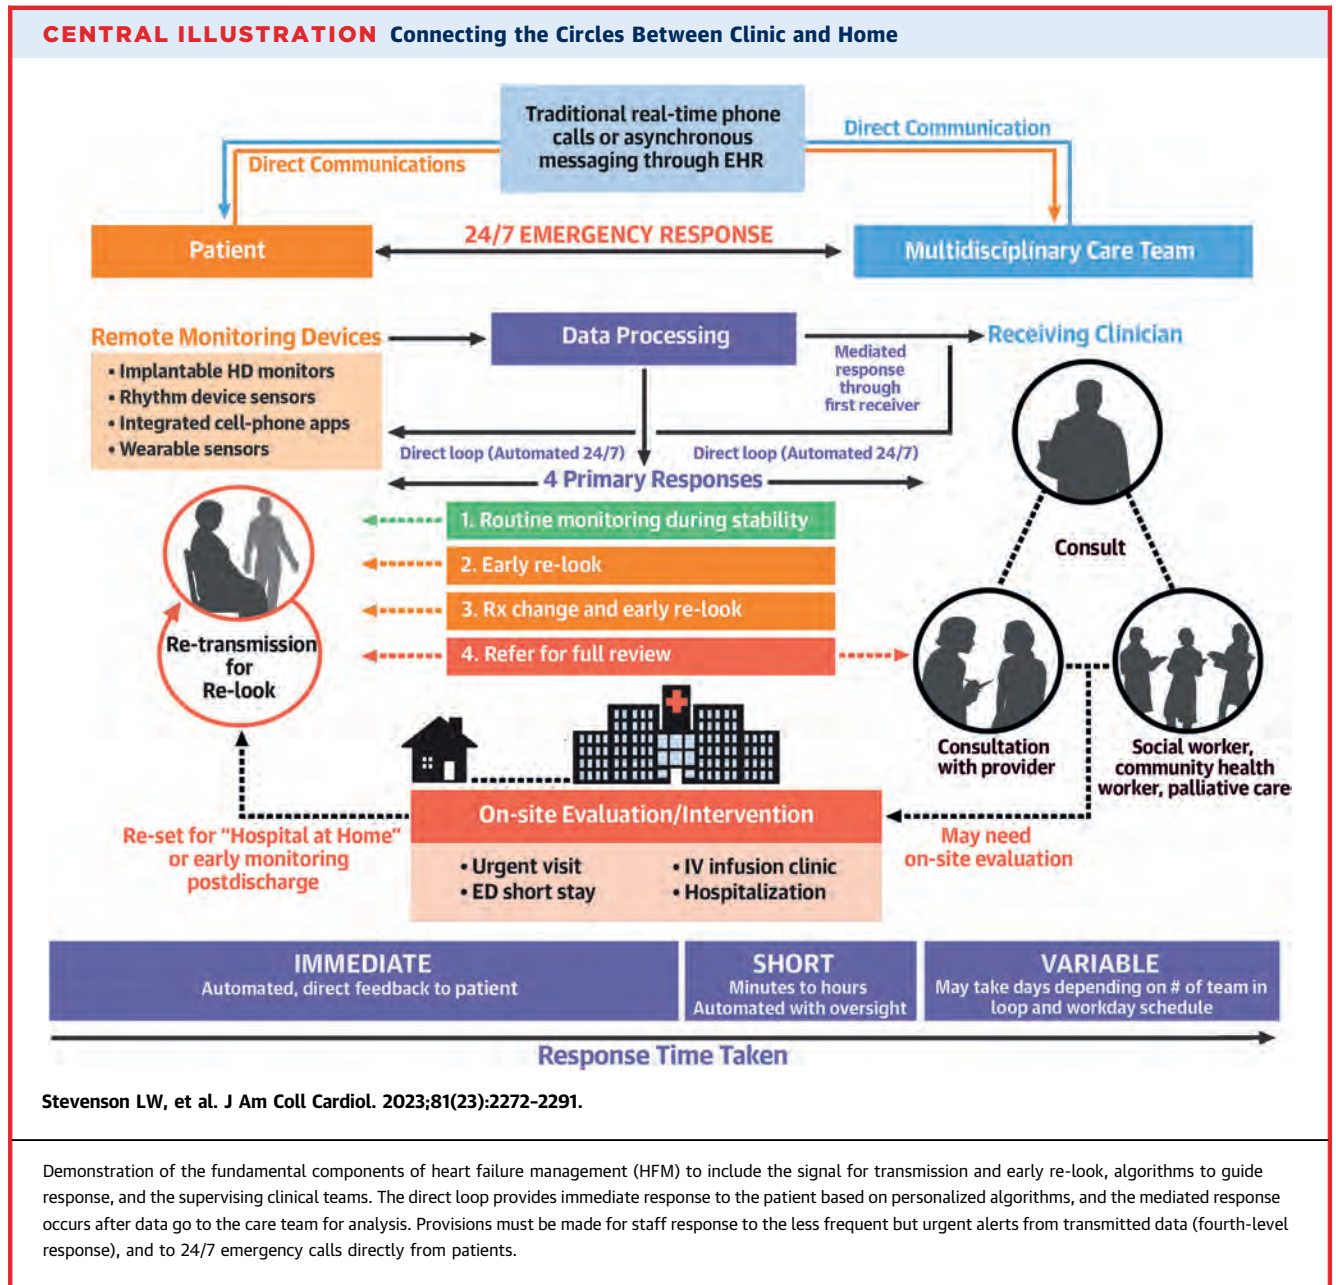 CENTRAL ILLUSTRATION Connecting the Circles Between Clinic and Home
Traditional real-time phone
calls or asynchronous
messaging through EHR
Direct Communications
Direct Communication
Patient
24/7 EMERGENCY RESPONSE
Multidisciplinary Care Team
Remote Monitoring Devices
• Implantable HD monitors
• Rhythm device sensors
• Integrated cell-phone apps
• Wearable sensors
Data Processing
Receiving Clinician
Mediated
response
through
first receiver
Direct loop (Automated 24/7)
Direct loop (Automated 24/7)
4 Primary Responses
1. Routine monitoring during stability
2. Early re-look
3. Rx change and early re-look
4. Refer for full review
Re-transmission
for
Re-look
Consult
Consultation
with provider
Social worker,
community health
worker, palliative care
On-site Evaluation/Intervention
• Urgent visit
• ED short stay
• IV infusion clinic
• Hospitalization
Re-set for "Hospital at Home"
or early monitoring
postdischarge
May need
on-site evaluation
IMMEDIATE
Automated, direct feedback to patient
SHORT
Minutes to hours
Automated with oversight
VARIABLE
May take days depending on # of team in
loop and workday schedule
Response Time Taken
Stevenson LW, et al. J Am Coll Cardiol. 2023;81(23):2272–2291.
Demonstration of the fundamental components of heart failure management (HFM) to include the signal for transmission and early re-look, algorithms to guide
response, and the supervising clinical teams. The direct loop provides immediate response to the patient based on personalized algorithms, and the mediated response
occurs after data go to the care team for analysis. Provisions must be made for staff response to the less frequent but urgent alerts from transmitted data (fourth-level
response), and to 24/7 emergency calls directly from patients.